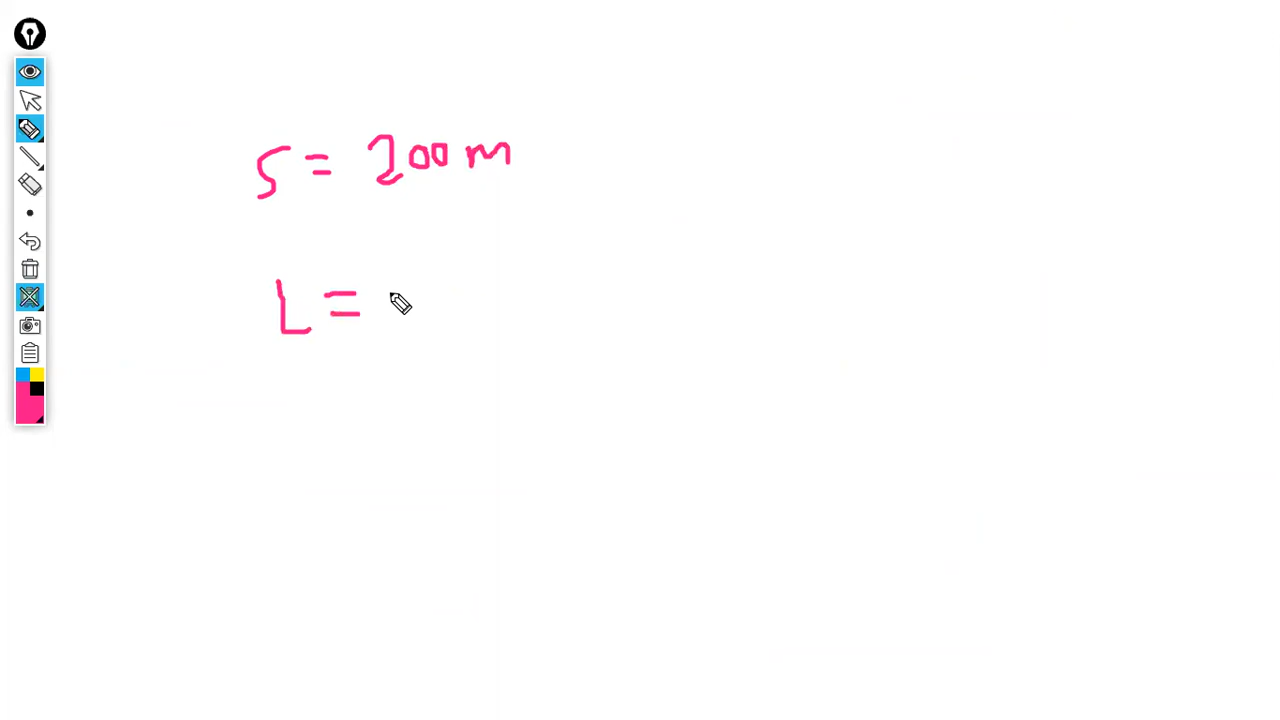 S = 200 m
L =